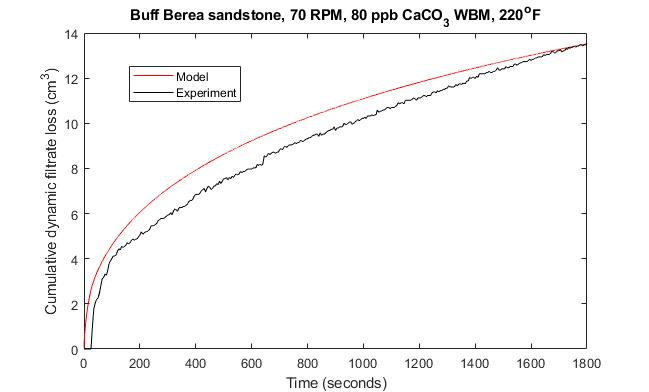 Buff Berea sandstone, 70 RPM, 80 ppb CaCO3 WBM, 220oF
14
12
10
8
6
4
2
0
Cumulative dynamic filtrate loss (cm3)
Model
Experiment
0 200 400 600 800 1000 1200 1400 1600 1800
Time (seconds)